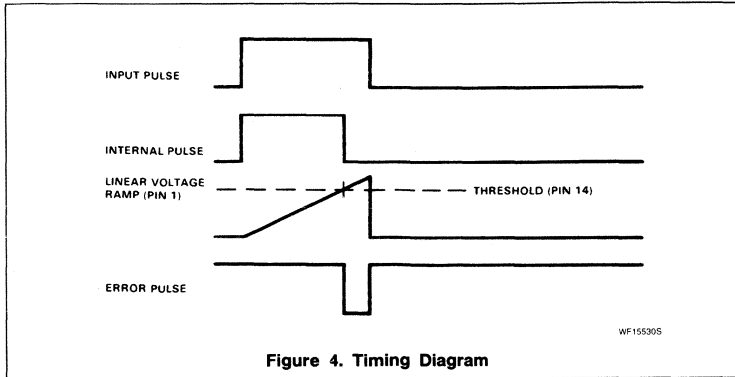 INPUT PULSE
INTERNAL PULSE
LINEAR VOLTAGE
RAMP (PIN 1)
THRESHOLD (PIN 14)
ERROR PULSE
WF15530S
Figure 4. Timing Diagram